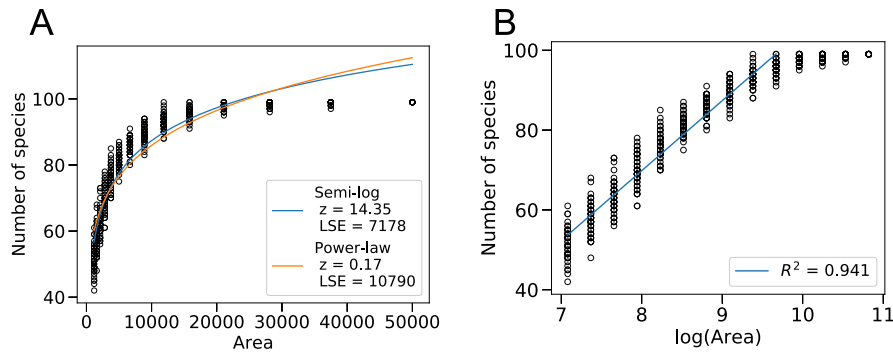 A
Number of species
100
80
60
40
0
10000
20000
30000
40000
50000
Area
Semi-log
z = 14.35
LSE = 7178
Power-law
z = 0.17
LSE = 10790
B
Number of species
100
80
60
40
7
8
9
10
11
log(Area)
R² = 0.941